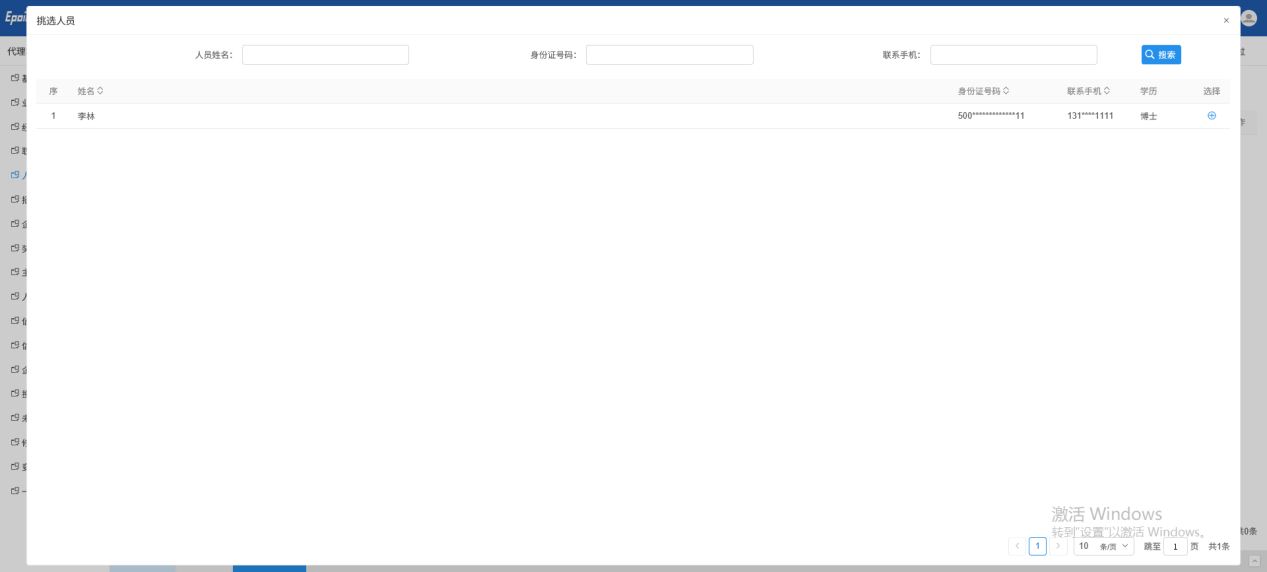 挑选人员
×
人员姓名：
身份证号码：
联系手机：
搜索
代理
序 姓名 身份证号码 联系手机 学历 选择
1 李林 500*************11 131****1111 博士
激活 Windows
转到"设置"以激活 Windows。
1 10 条/页 跳至 1 页 共1条
共0条